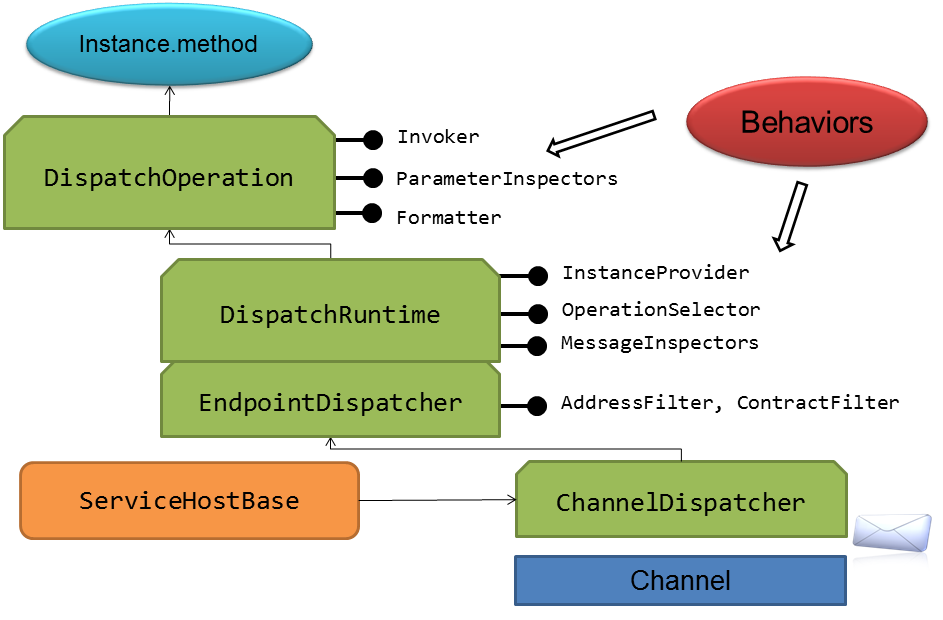 Instance.method
Behaviors
DispatchOperation
Invoker
ParameterInspectors
Formatter
DispatchRuntime
InstanceProvider
OperationSelector
MessageInspectors
EndpointDispatcher
AddressFilter, ContractFilter
ServiceHostBase
ChannelDispatcher
Channel